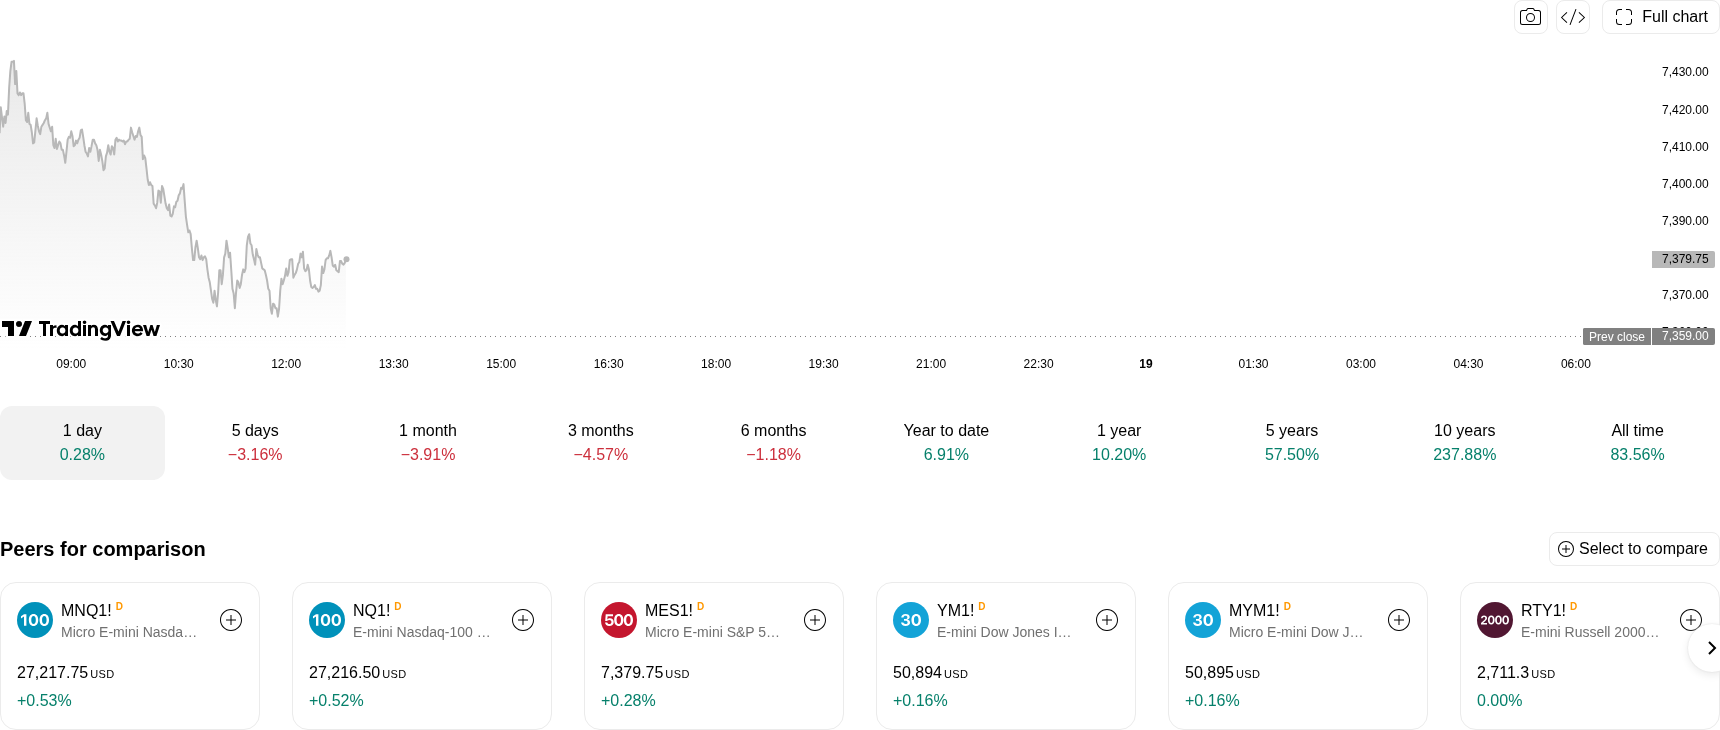 Full chart
7,430.00
7,420.00
7,410.00
7,400.00
7,390.00
7,379.75
7,370.00
Prev close 7,359.00
TradingView
09:00 10:30 12:00 13:30 15:00 16:30 18:00 19:30 21:00 22:30 19 01:30 03:00 04:30 06:00
1 day 5 days 1 month 3 months 6 months Year to date 1 year 5 years 10 years All time
0.28% −3.16% −3.91% −4.57% −1.18% 6.91% 10.20% 57.50% 237.88% 83.56%
Peers for comparison
Select to compare
100 MNQ1! D
Micro E-mini Nasda…
27,217.75 USD
+0.53%
100 NQ1! D
E-mini Nasdaq-100 …
27,216.50 USD
+0.52%
500 MES1! D
Micro E-mini S&P 5…
7,379.75 USD
+0.28%
30 YM1! D
E-mini Dow Jones I…
50,894 USD
+0.16%
30 MYM1! D
Micro E-mini Dow J…
50,895 USD
+0.16%
2000 RTY1! D
E-mini Russell 2000…
2,711.3 USD
0.00%